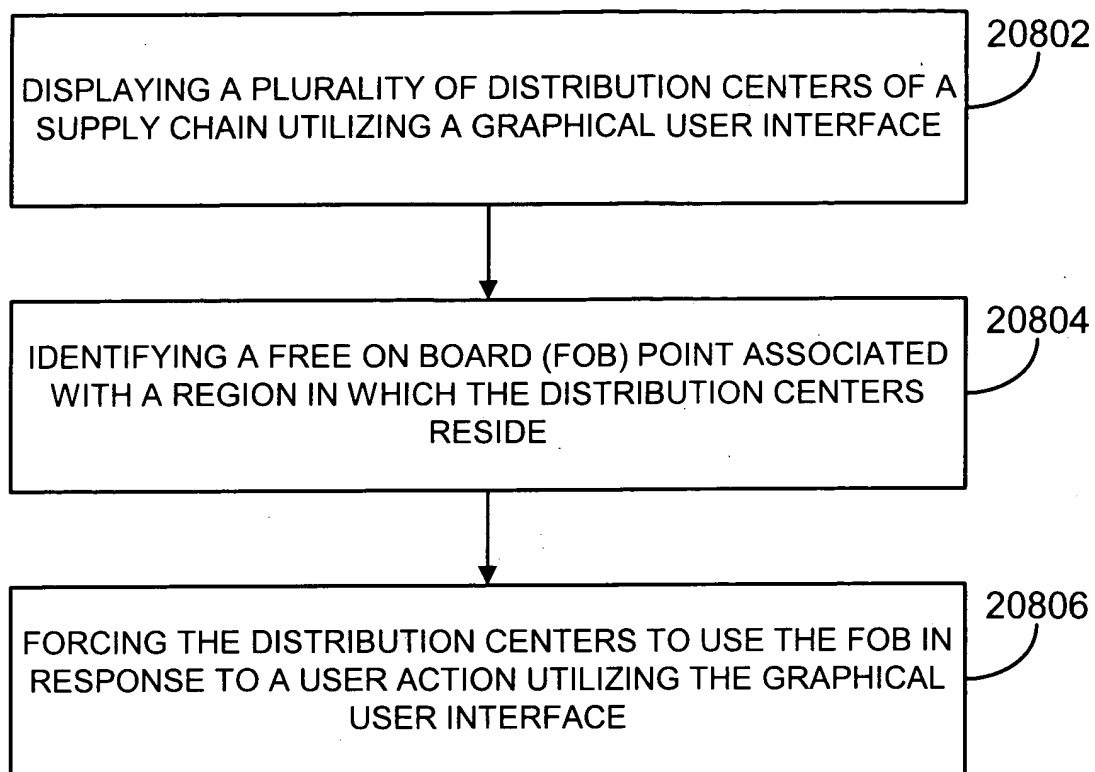 20802
DISPLAYING A PLURALITY OF DISTRIBUTION CENTERS OF A
SUPPLY CHAIN UTILIZING A GRAPHICAL USER INTERFACE
20804
IDENTIFYING A FREE ON BOARD (FOB) POINT ASSOCIATED
WITH A REGION IN WHICH THE DISTRIBUTION CENTERS
RESIDE
20806
FORCING THE DISTRIBUTION CENTERS TO USE THE FOB IN
RESPONSE TO A USER ACTION UTILIZING THE GRAPHICAL
USER INTERFACE